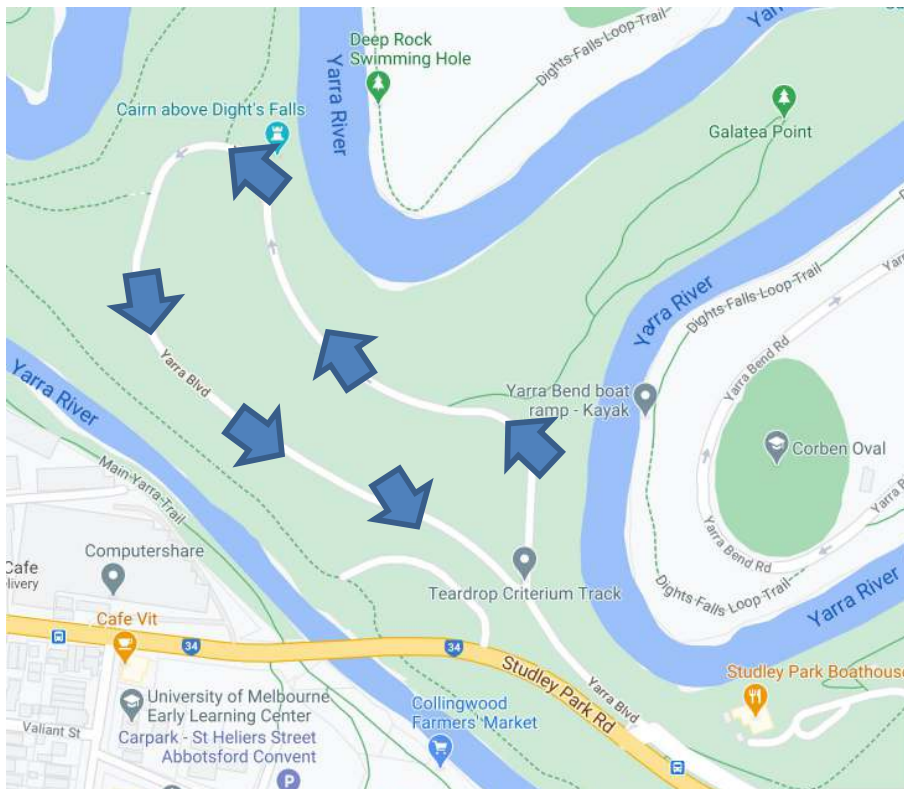 Yarra
Deep Rock
Swimming Hole
Dights-Falls-Loop-Trail
Yarra River
Cairn above Dight's Falls
Galatea Point
Yarra River
Dights-Falls-Loop-Trail
Yarra Bend Rd
Yarra Bend boat
ramp - Kayak
Corben Oval
Yarra Blvd
Yarra River
Main-Yarra-Trail
Yarra Bend Rd
Computershare
Cafe
elivery
Teardrop Criterium Track
Dights Falls Loop Trail
Yarra River
Cafe Vit
34
34
Studley Park Rd
Yarra Blvd
Studley Park Boathouse
University of Melbourne
Early Learning Center
Collingwood
Farmers' Market
Valiant St
Carpark - St Heliers Street
Abbotsford Convent
P